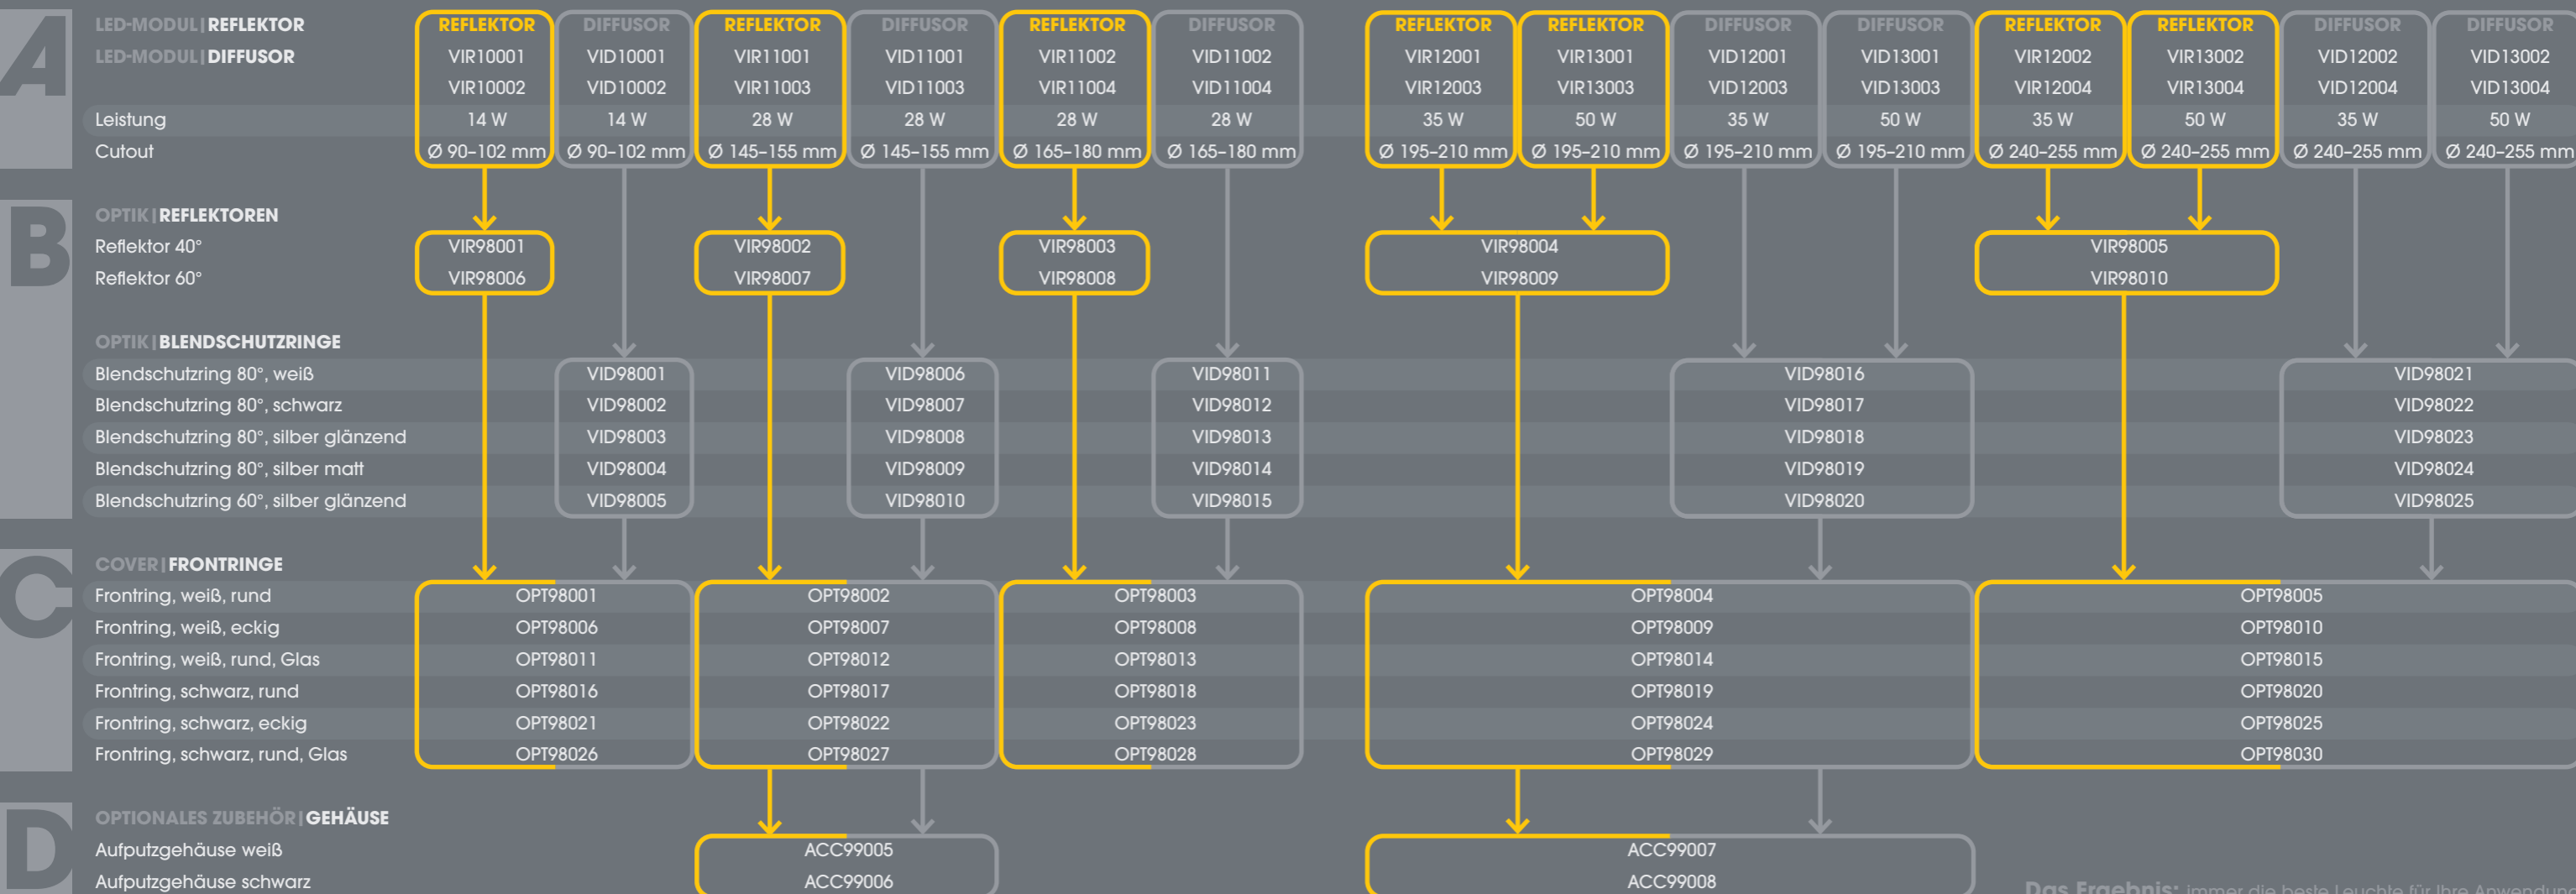 A
LED-MODUL|REFLEKTOR REFLEKTOR DIFFUSOR REFLEKTOR DIFFUSOR REFLEKTOR DIFFUSOR REFLEKTOR REFLEKTOR DIFFUSOR DIFFUSOR REFLEKTOR REFLEKTOR DIFFUSOR DIFFUSOR
LED-MODUL|DIFFUSOR VIR10001 VID10001 VIR11001 VID11001 VIR11002 VID11002 VIR12001 VIR13001 VID12001 VID13001 VIR12002 VIR13002 VID12002 VID13002
VIR10002 VID10002 VIR11003 VID11003 VIR11004 VID11004 VIR12003 VIR13003 VID12003 VID13003 VIR12004 VIR13004 VID12004 VID13004
Leistung 14 W 14 W 28 W 28 W 28 W 28 W 35 W 50 W 35 W 50 W 35 W 50 W 35 W 50 W
Cutout Ø 90–102 mm Ø 90–102 mm Ø 145–155 mm Ø 145–155 mm Ø 165–180 mm Ø 165–180 mm Ø 195–210 mm Ø 195–210 mm Ø 195–210 mm Ø 195–210 mm Ø 240–255 mm Ø 240–255 mm Ø 240–255 mm Ø 240–255 mm
B
OPTIK|REFLEKTOREN
Reflektor 40° VIR98001 VIR98002 VIR98003 VIR98004 VIR98005
Reflektor 60° VIR98006 VIR98007 VIR98008 VIR98009 VIR98010
OPTIK|BLENDSCHUTZRINGE
Blendschutzring 80°, weiß VID98001 VID98006 VID98011 VID98016 VID98021
Blendschutzring 80°, schwarz VID98002 VID98007 VID98012 VID98017 VID98022
Blendschutzring 80°, silber glänzend VID98003 VID98008 VID98013 VID98018 VID98023
Blendschutzring 80°, silber matt VID98004 VID98009 VID98014 VID98019 VID98024
Blendschutzring 60°, silber glänzend VID98005 VID98010 VID98015 VID98020 VID98025
C
COVER|FRONTRINGE
Frontring, weiß, rund OPT98001 OPT98002 OPT98003 OPT98004 OPT98005
Frontring, weiß, eckig OPT98006 OPT98007 OPT98008 OPT98009 OPT98010
Frontring, weiß, rund, Glas OPT98011 OPT98012 OPT98013 OPT98014 OPT98015
Frontring, schwarz, rund OPT98016 OPT98017 OPT98018 OPT98019 OPT98020
Frontring, schwarz, eckig OPT98021 OPT98022 OPT98023 OPT98024 OPT98025
Frontring, schwarz, rund, Glas OPT98026 OPT98027 OPT98028 OPT98029 OPT98030
D
OPTIONALES ZUBEHÖR|GEHÄUSE
Aufputzgehäuse weiß ACC99005 ACC99007
Aufputzgehäuse schwarz ACC99006 ACC99008
Das Ergebnis: immer die beste Leuchte für Ihre Anwendung